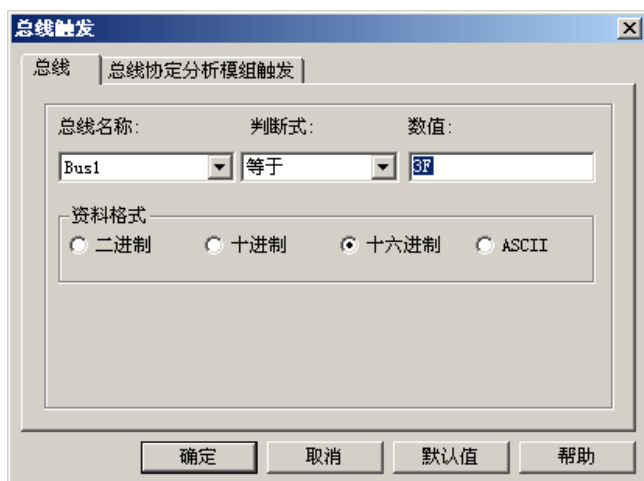 总线触发
总线 总线协定分析模组触发
总线名称: 判断式: 数值:
Bus1 等于 3F
资料格式
二进制 十进制 十六进制 ASCII
确定 取消 默认值 帮助